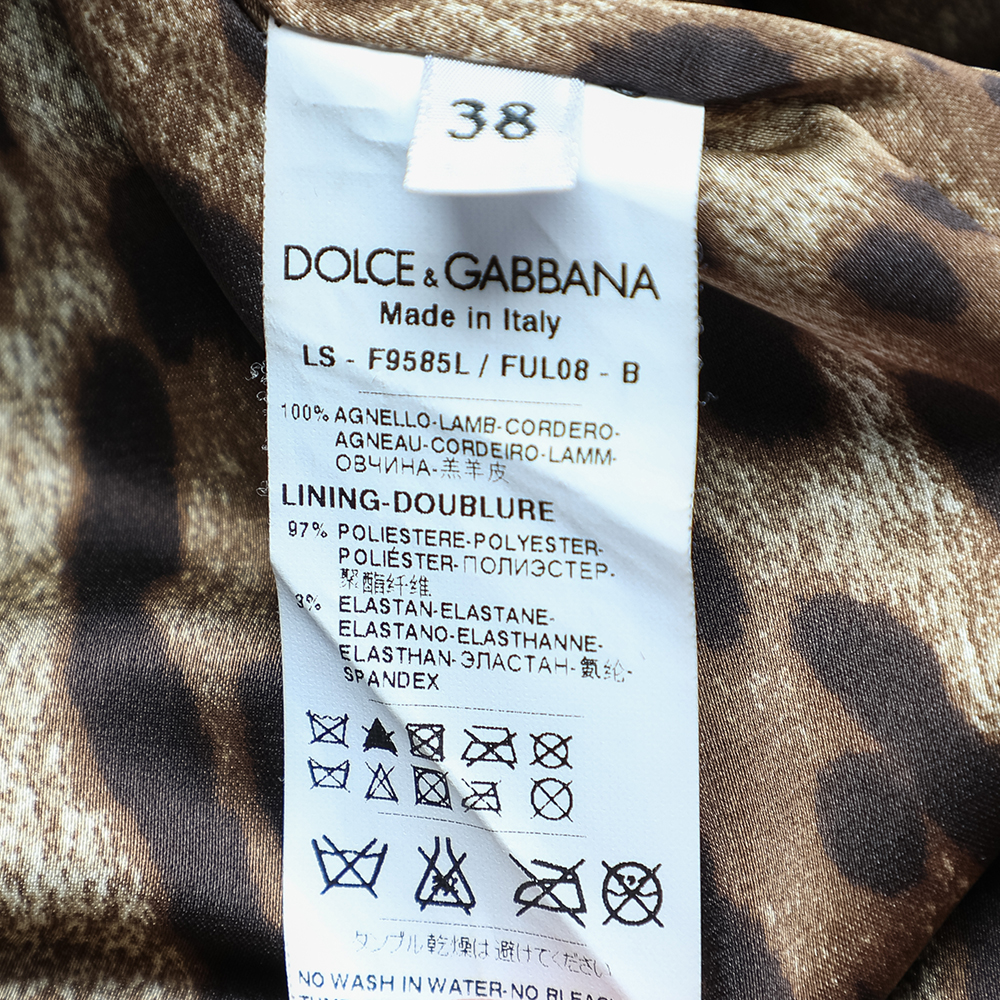 38
DOLCE & GABBANA
Made in Italy
LS - F9585L / FUL08 - B
100% AGNELLO-LAMB-CORDERO-
AGNEAU-CORDEIRO-LAMM-
ОВЧИНА-羔羊皮
LINING-DOUBLURE
97% POLIESTERE-POLYESTER-
POLIÉSTER-ПОЛИЭСТЕР-
聚酯纤维
3% ELASTAN-ELASTANE-
ELASTANO-ELASTHANNE-
ELASTHAN-ЭЛАСТАН-氨纶-
SPANDEX
タンブル乾燥は避けてください
NO WASH IN WATER-NO BLEACH